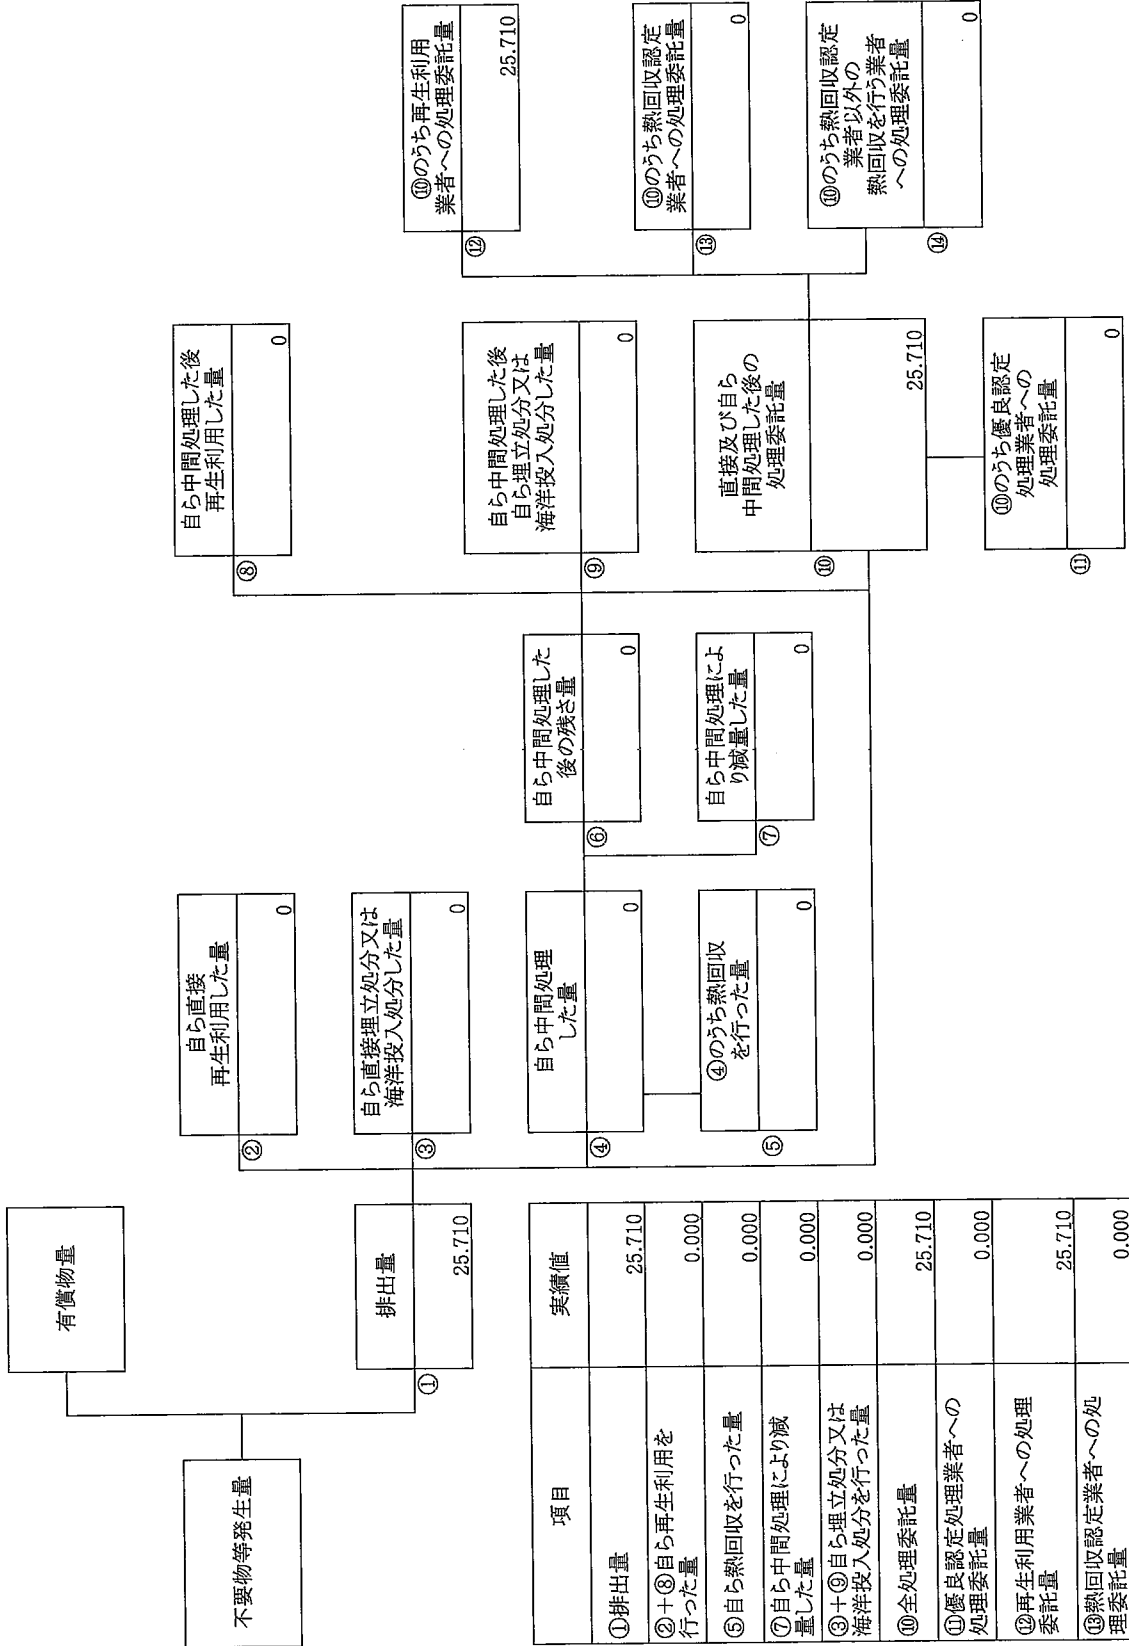 不要物等発生量
有償物量
排出量
①
25.710
自ら直接
再生利用した量
②
0
自ら直接埋立処分又は
海洋投入処分した量
③
0
自ら中間処理
した量
④
0
④のうち熱回収
を行った量
⑤
0
自ら中間処理した
後の残さ量
⑥
0
自ら中間処理によ
り減量した量
⑦
0
自ら中間処理した後
再生利用した量
⑧
0
自ら中間処理した後
自ら埋立処分又は
海洋投入処分した量
⑨
0
直接及び自ら
中間処理した後の
処理委託量
⑩
25.710
⑩のうち優良認定
処理業者への
処理委託量
⑪
0
⑩のうち再生利用
業者への処理委託量
⑫
25.710
⑩のうち熱回収認定
業者への処理委託量
⑬
0
⑩のうち熱回収認定
業者以外の
熱回収を行う業者
への処理委託量
⑭
0
項目 実績値
①排出量 25.710
②+⑧自ら再生利用を
行った量 0.000
⑤自ら熱回収を行った量 0.000
⑦自ら中間処理により減
量した量 0.000
③+⑨自ら埋立処分又は
海洋投入処分を行った量 0.000
⑩全処理委託量 25.710
⑪優良認定処理業者への
処理委託量 0.000
⑫再生利用業者への処理
委託量 25.710
⑬熱回収認定業者への処
理委託量 0.000